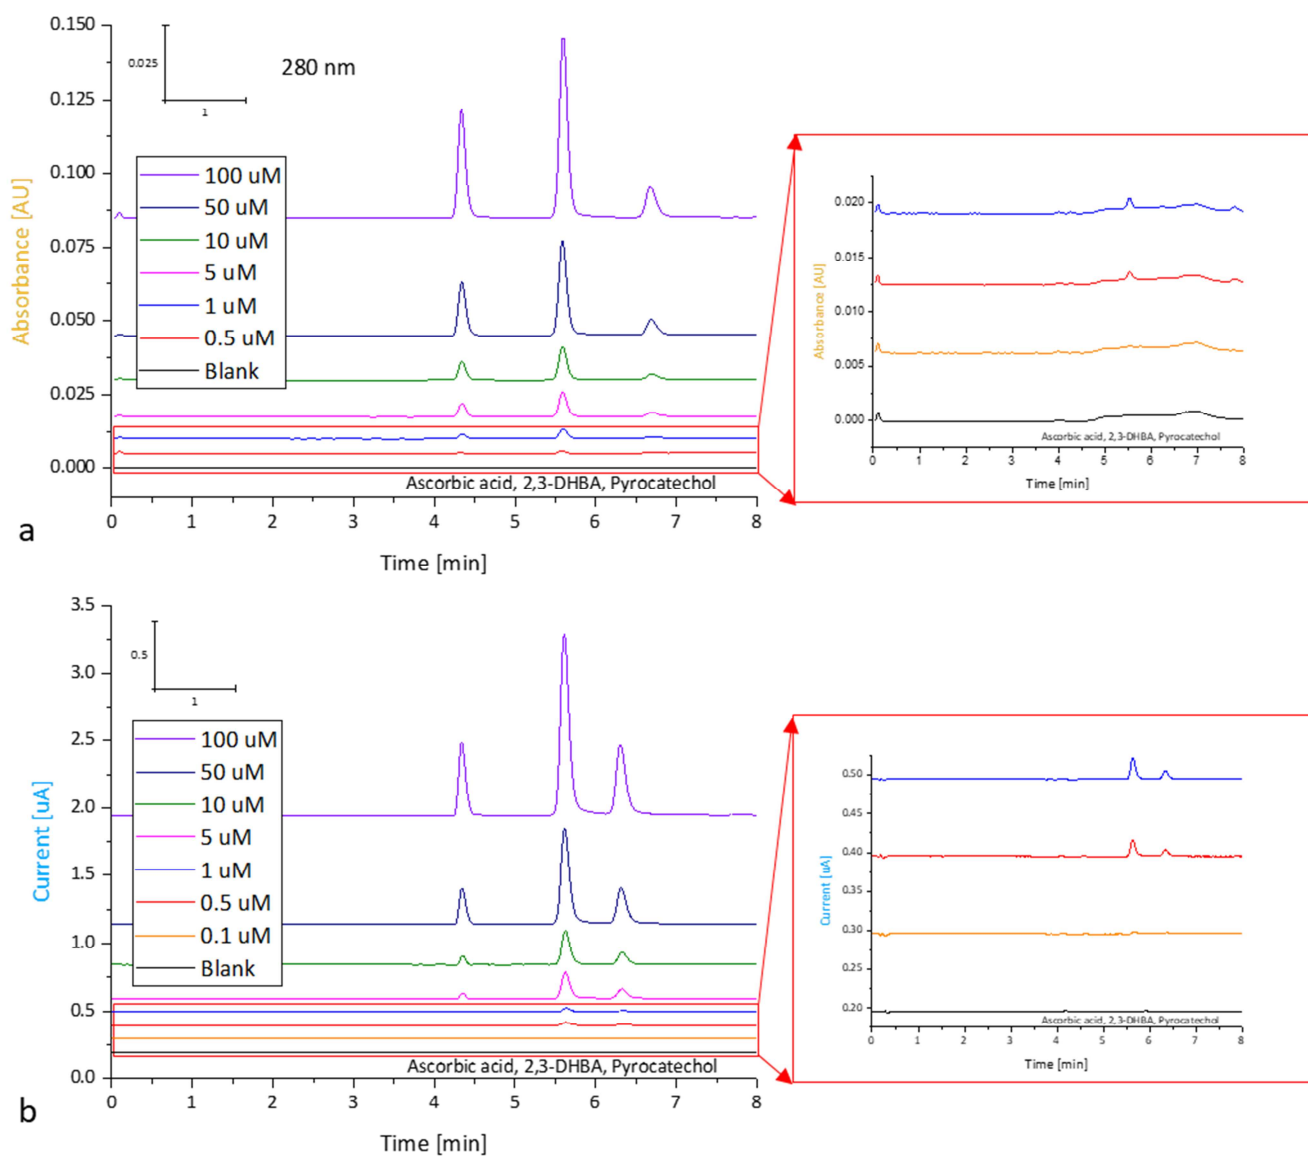 0.150
0.125
0.100
0.075
0.050
0.025
0.000
Absorbance [AU]
0.025
1
280 nm
100 uM
50 uM
10 uM
5 uM
1 uM
0.5 uM
Blank
Ascorbic acid, 2,3-DHBA, Pyrocatechol
0 1 2 3 4 5 6 7 8
Time [min]
a
0.020
0.015
0.010
0.005
0.000
Absorbance [AU]
Ascorbic acid, 2,3-DHBA, Pyrocatechol
0 1 2 3 4 5 6 7 8
Time [min]
3.5
3.0
2.5
2.0
1.5
1.0
0.5
0.0
Current [uA]
0.5
1
100 uM
50 uM
10 uM
5 uM
1 uM
0.5 uM
0.1 uM
Blank
Ascorbic acid, 2,3-DHBA, Pyrocatechol
0 1 2 3 4 5 6 7 8
Time [min]
b
0.50
0.45
0.40
0.35
0.30
0.25
0.20
Current [uA]
Ascorbic acid, 2,3-DHBA, Pyrocatechol
0 1 2 3 4 5 6 7 8
Time [min]